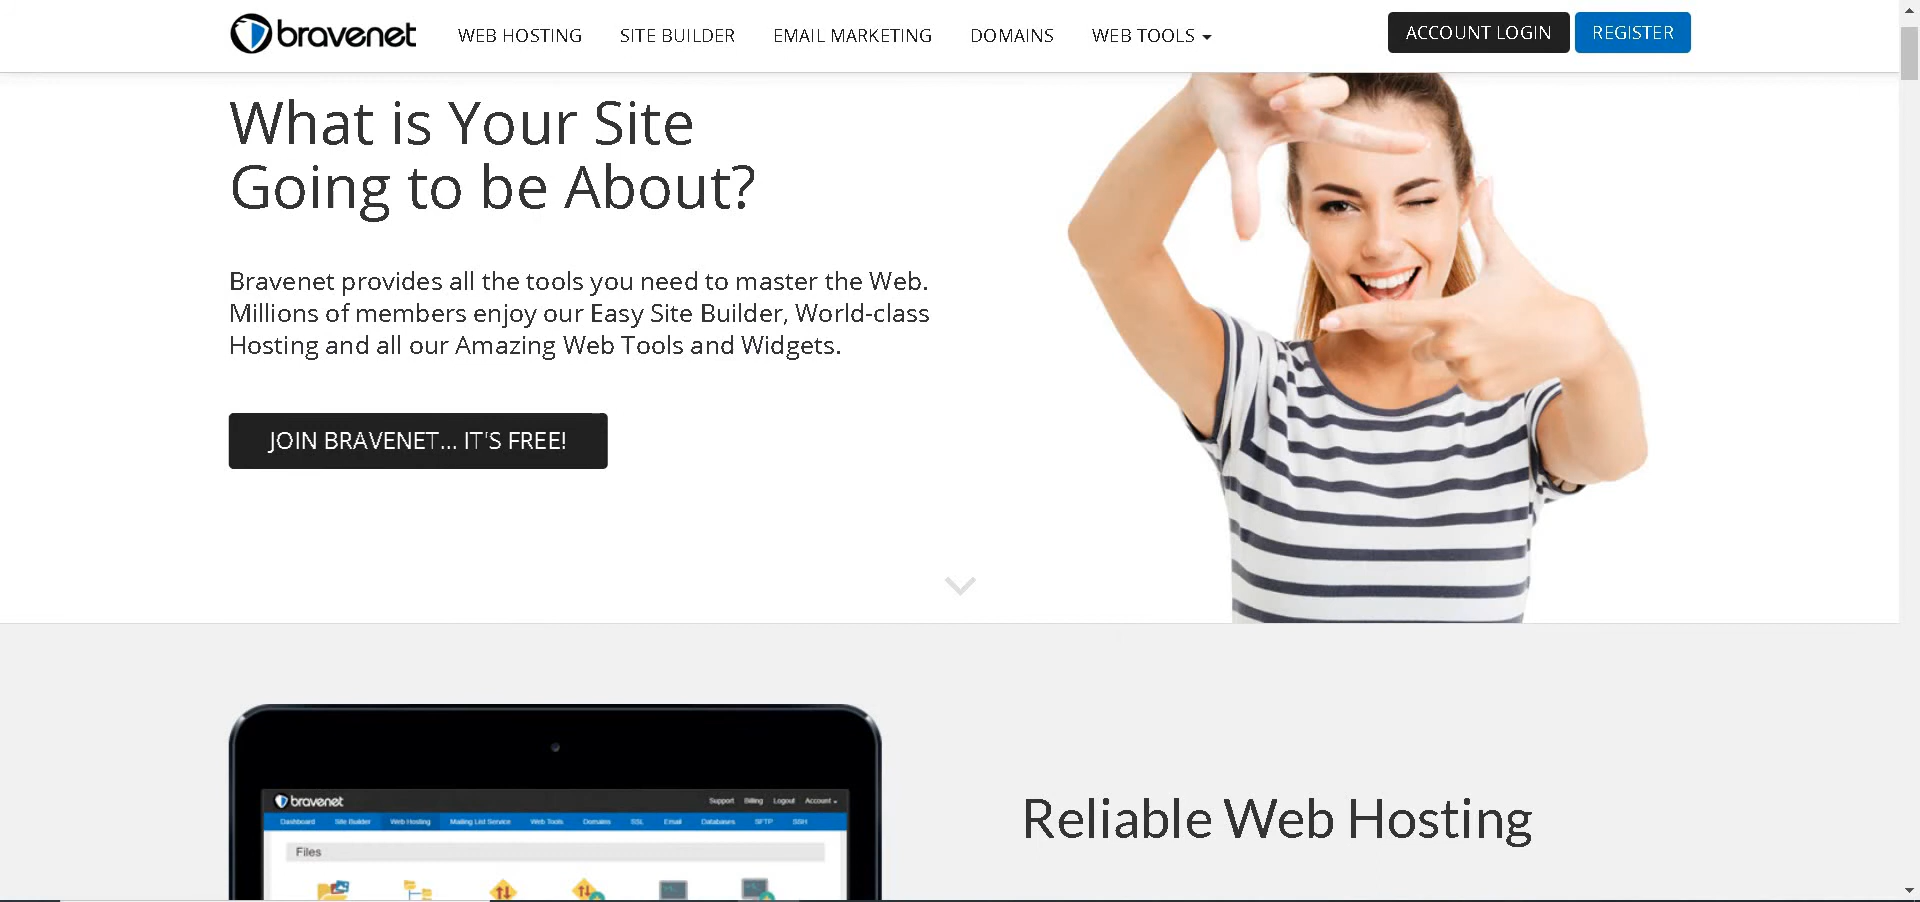 bravenet
WEB HOSTING
SITE BUILDER
EMAIL MARKETING
DOMAINS
WEB TOOLS
ACCOUNT LOGIN
REGISTER
What is Your Site
Going to be About?
Bravenet provides all the tools you need to master the Web.
Millions of members enjoy our Easy Site Builder, World-class
Hosting and all our Amazing Web Tools and Widgets.
JOIN BRAVENET... IT'S FREE!
bravenet
Support Billing Logout Account
Dashboard Site Builder Web Hosting Mailing List Service Web Tools Domains SSL Email Databases SFTP SSH
Files
Reliable Web Hosting